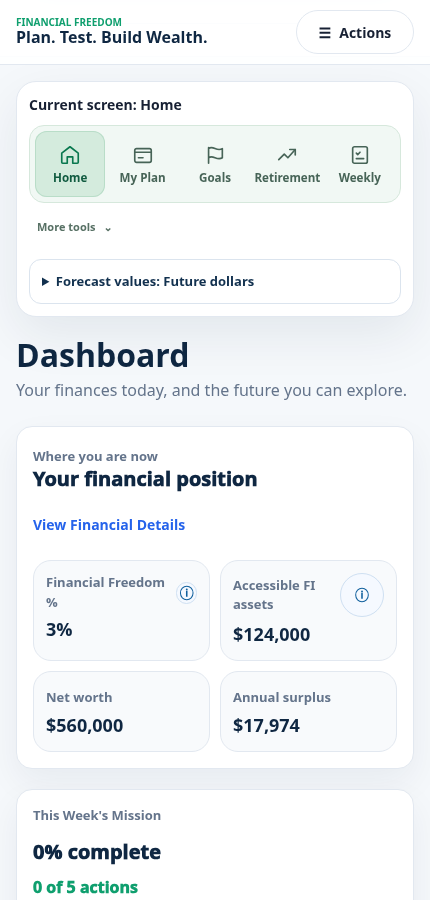 FINANCIAL FREEDOM
Plan. Test. Build Wealth.
☰ Actions
Current screen: Home
Home
My Plan
Goals
Retirement
Weekly
More tools ⌄
▶ Forecast values: Future dollars
Dashboard
Your finances today, and the future you can explore.
Where you are now
Your financial position
View Financial Details
Financial Freedom
%
ⓘ
3%
Accessible FI
assets
ⓘ
$124,000
Net worth
$560,000
Annual surplus
$17,974
This Week's Mission
0% complete
0 of 5 actions